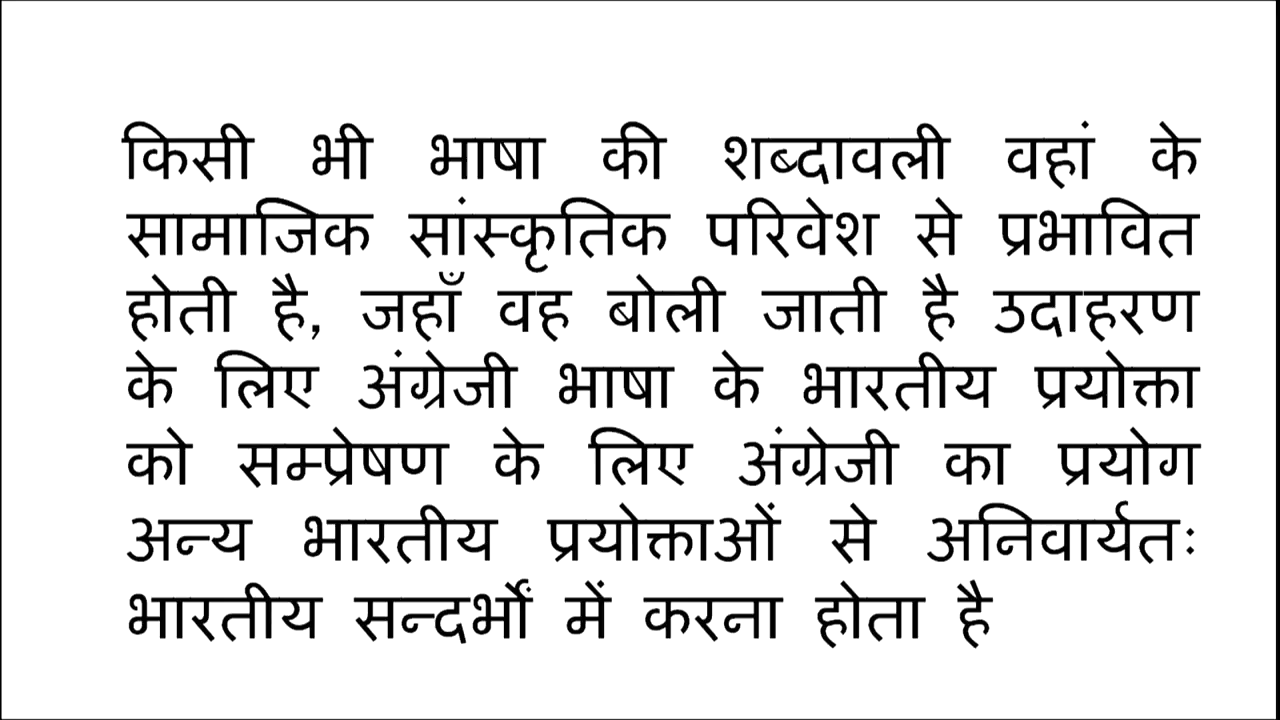 किसी भी भाषा की शब्दावली वहां के
सामाजिक सांस्कृतिक परिवेश से प्रभावित
होती है, जहाँ वह बोली जाती है उदाहरण
के लिए अंग्रेजी भाषा के भारतीय प्रयोक्ता
को सम्प्रेषण के लिए अंग्रेजी का प्रयोग
अन्य भारतीय प्रयोक्ताओं से अनिवार्यतः
भारतीय सन्दर्भों में करना होता है